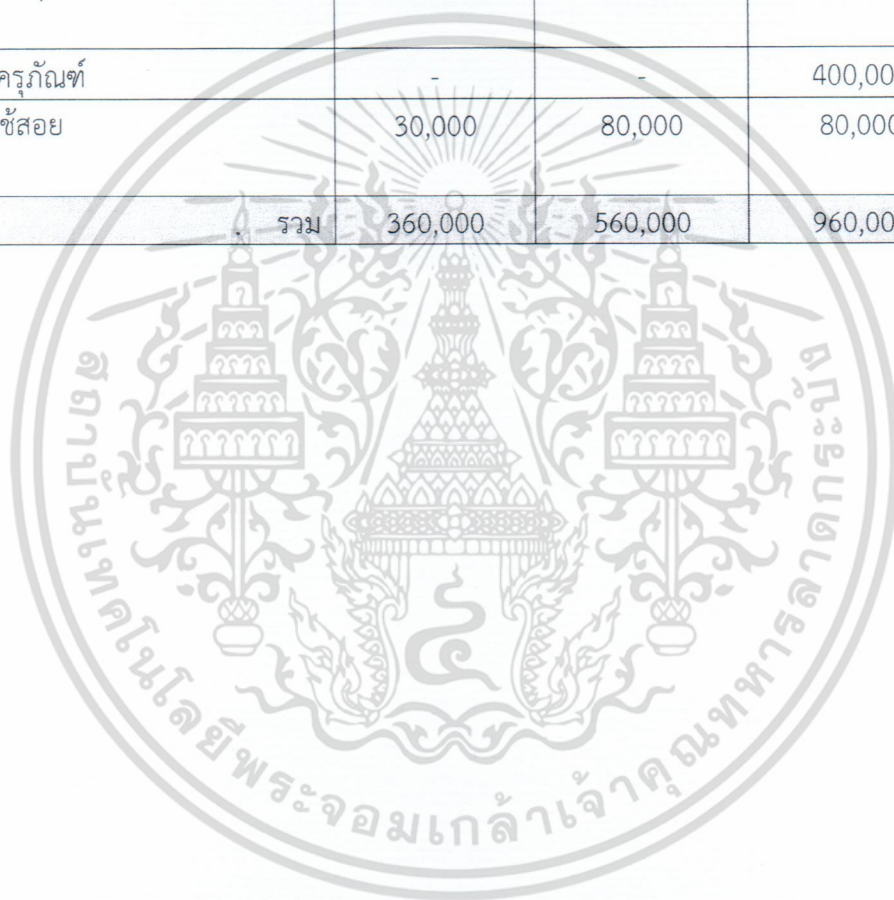 ครุภัณฑ์ - - 400,00
ช้สอย 30,000 80,000 80,000
รวม 360,000 560,000 960,00
สถาบันเทคโนโลยีพระจอมเกล้าเจ้าคุณทหารลาดกระบัง
๔